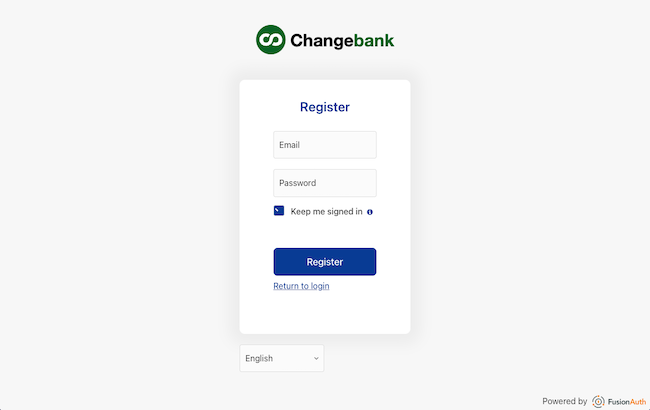 Changebank
Register
Email
Password
Keep me signed in
Register
Return to login
English
Powered by FusionAuth